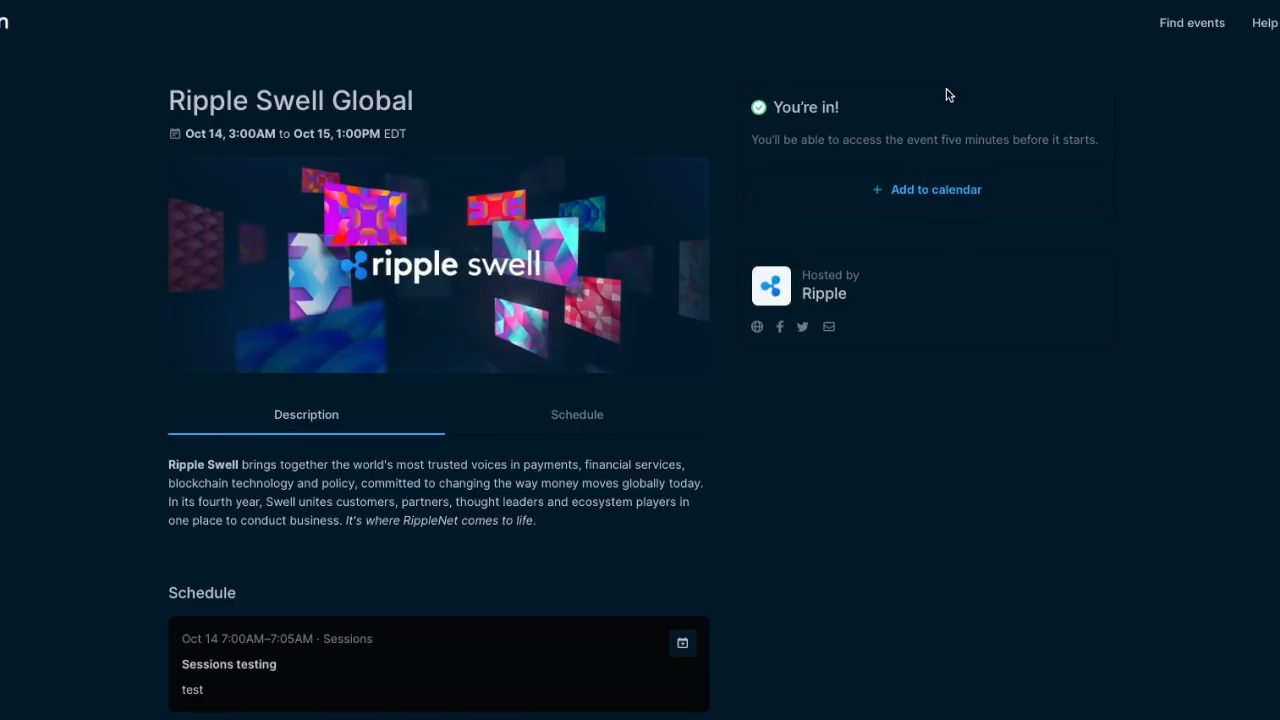 n
Find events
Help
Ripple Swell Global
Oct 14, 3:00AM to Oct 15, 1:00PM EDT
You're in!
You'll be able to access the event five minutes before it starts.
+ Add to calendar
ripple swell
Hosted by
Ripple
Description
Schedule
Ripple Swell brings together the world's most trusted voices in payments, financial services,
blockchain technology and policy, committed to changing the way money moves globally today.
In its fourth year, Swell unites customers, partners, thought leaders and ecosystem players in
one place to conduct business. It's where RippleNet comes to life.
Schedule
Oct 14 7:00AM–7:05AM · Sessions
Sessions testing
test